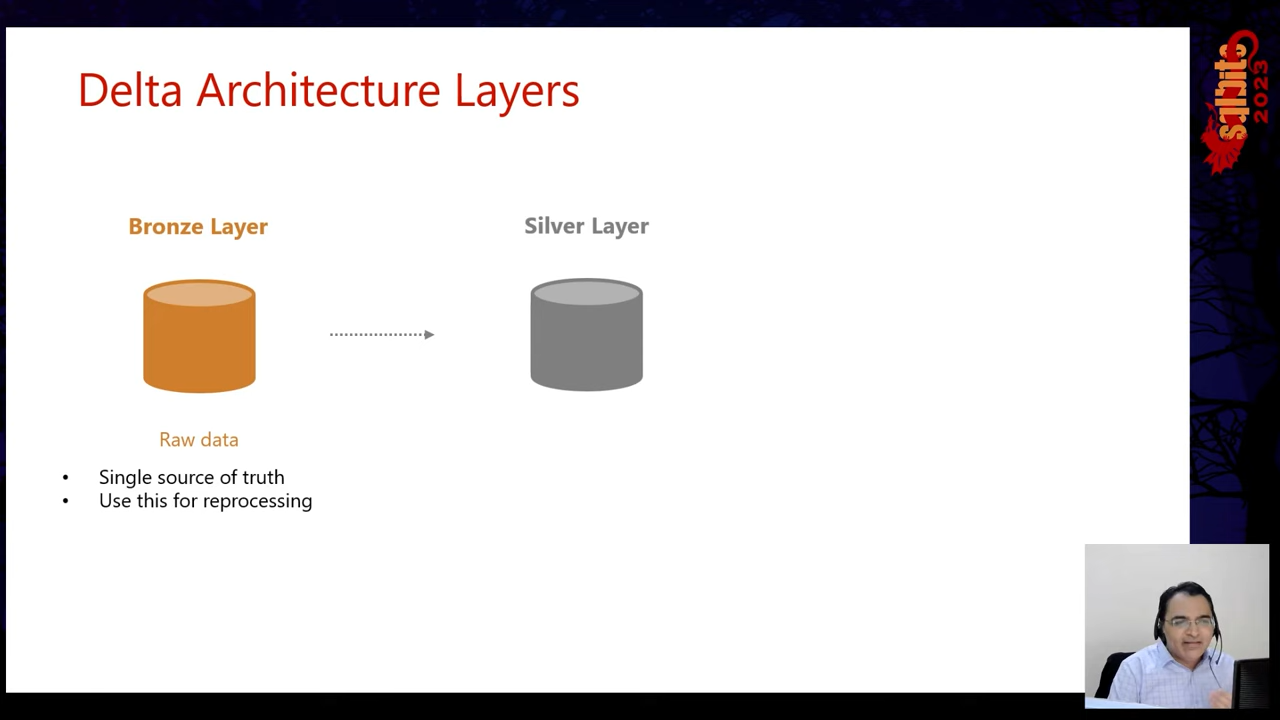 Delta Architecture Layers
sqlbits
2023
Bronze Layer
Silver Layer
Raw data
• Single source of truth
• Use this for reprocessing